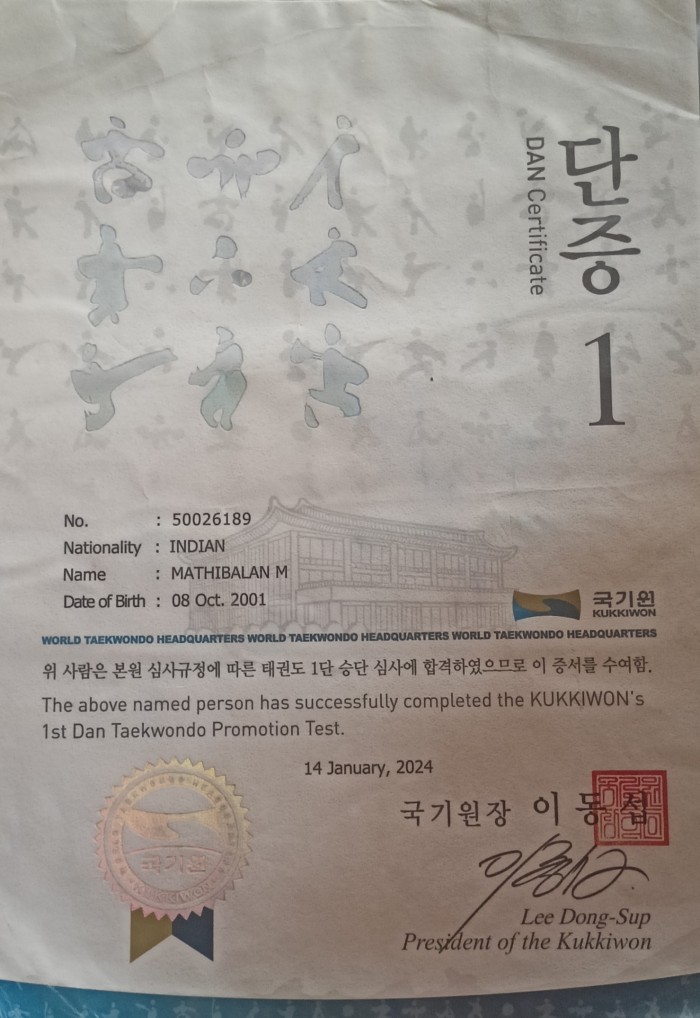 단증
DAN Certificate
1
No. : 50026189
Nationality : INDIAN
Name : MATHIBALAN M
Date of Birth : 08 Oct. 2001
국기원
KUKKIWON
WORLD TAEKWONDO HEADQUARTERS WORLD TAEKWONDO HEADQUARTERS WORLD TAEKWONDO HEADQUARTERS
위 사람은 본원 심사규정에 따른 태권도 1단 승단 심사에 합격하였으므로 이 증서를 수여함.
The above named person has successfully completed the KUKKIWON's
1st Dan Taekwondo Promotion Test.
14 January, 2024
국기원장 이동섭
국기원
KUKKIWON
Lee Dong-Sup
President of the Kukkiwon